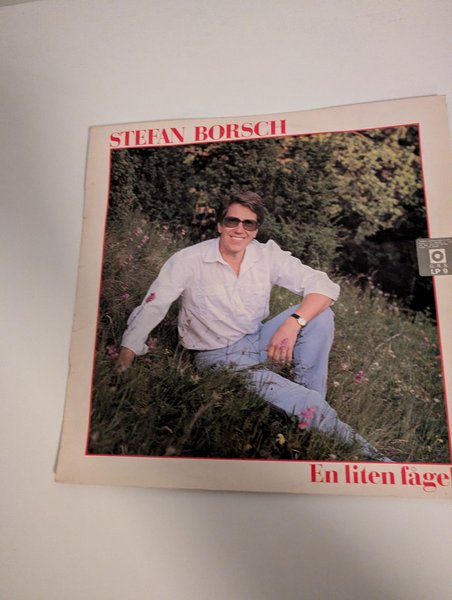 STEFAN BORSCH
LP 9
En liten fågel